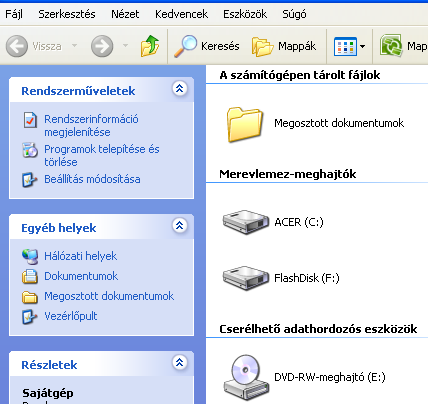 Fájl Szerkesztés Nézet Kedvencek Eszközök Súgó
Vissza Keresés Mappák Map
Rendszerműveletek
Rendszerinformáció
megjelenítése
Programok telepítése és
törlése
Beállítás módosítása
Egyéb helyek
Hálózati helyek
Dokumentumok
Megosztott dokumentumok
Vezérlőpult
Részletek
Sajátgép
A számítógépen tárolt fájlok
Megosztott dokumentumok
Merevlemez-meghajtók
ACER (C:)
FlashDisk (F:)
Cserélhető adathordozós eszközök
DVD-RW-meghajtó (E:)